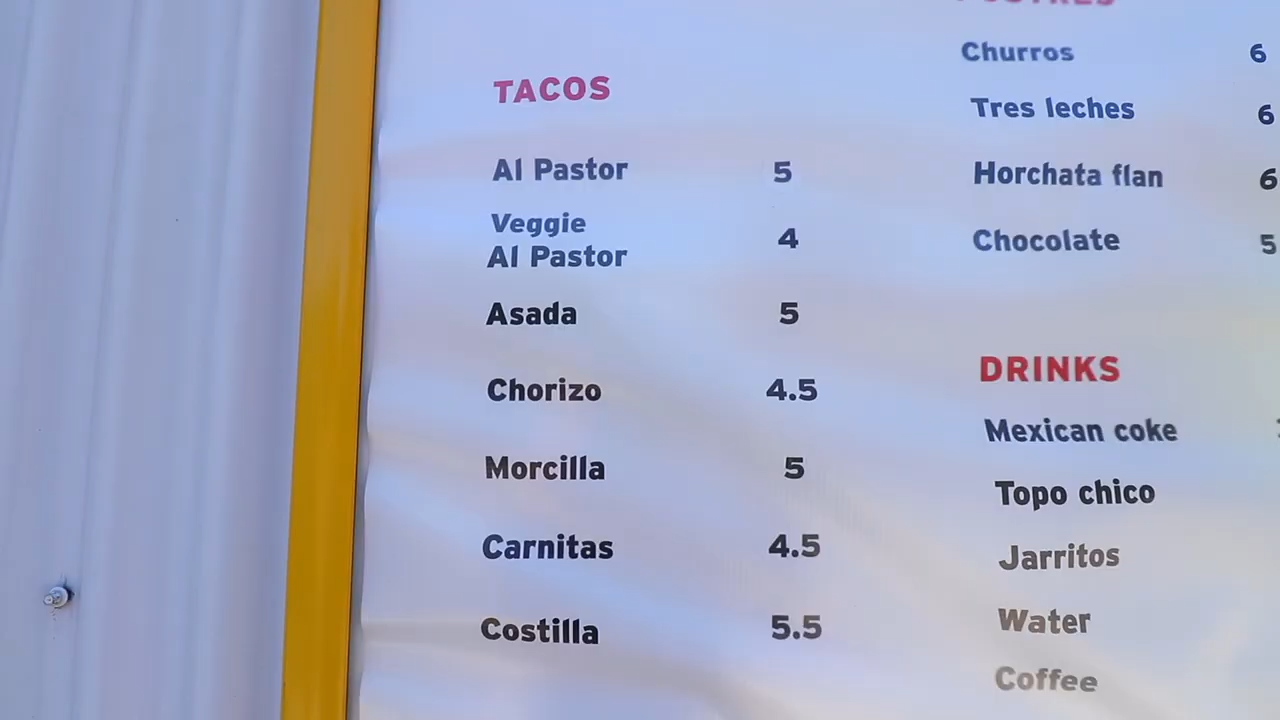 TACOS
Al Pastor 5
Veggie
Al Pastor 4
Asada 5
Chorizo 4.5
Morcilla 5
Carnitas 4.5
Costilla 5.5
Churros 6
Tres leches 6
Horchata flan 6
Chocolate 5
DRINKS
Mexican coke
Topo chico
Jarritos
Water
Coffee